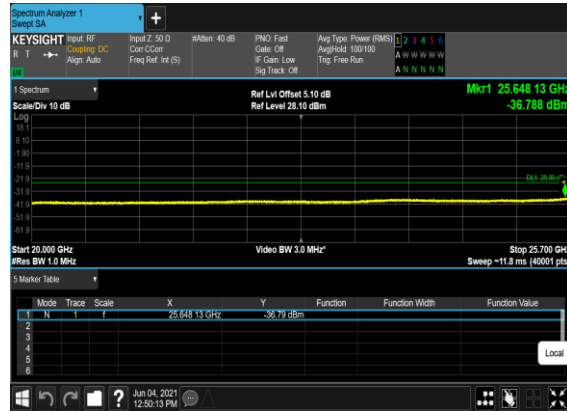 Spectrum Analyzer 1
Swept SA
+
KEYSIGHT Input: RF Input Z: 50 Ω #Atten: 40 dB PNO: Fast Avg Type: Power (RMS) 1 2 3 4 5 6
R T Coupling: DC Corr CCorr Gate: Off Avg|Hold: 100/100 A W W W W W
Align: Auto Freq Ref: Int (S) IF Gain: Low Trig: Free Run
Sig Track: Off A N N N N N
1 Spectrum Ref Lvl Offset 5.10 dB Mkr1 25.648 13 GHz
Scale/Div 10 dB Ref Level 28.10 dBm -36.788 dBm
Log
18.1
8.10
-1.90
-11.9
-21.9 DL1 -25.00
-31.9
-41.9
-51.9
-61.9
Start 20.000 GHz Video BW 3.0 MHz* Stop 25.700 GHz
#Res BW 1.0 MHz Sweep ~11.8 ms (40001 pts
5 Marker Table
Mode Trace Scale X Y Function Function Width Function Value
1 N 1 f 25.648 13 GHz -36.79 dBm
2
3
4
5
6
Local
? Jun 04, 2021
12:50:13 PM